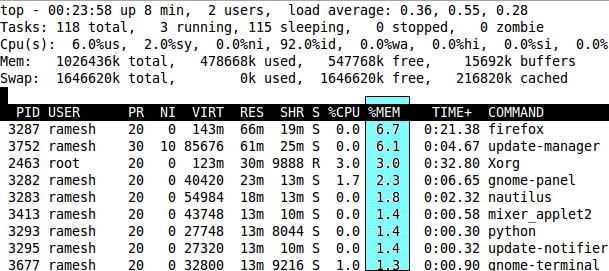 top - 00:23:58 up 8 min,  2 users,  load average: 0.36, 0.55, 0.28
Tasks: 118 total,   3 running, 115 sleeping,   0 stopped,   0 zombie
Cpu(s):  6.0%us,  2.0%sy,  0.0%ni, 92.0%id,  0.0%wa,  0.0%hi,  0.0%si,  0.0%
Mem:   1026436k total,   478668k used,   547768k free,    15692k buffers
Swap:  1646620k total,        0k used,  1646620k free,   216820k cached
PID USER      PR  NI  VIRT  RES  SHR S %CPU %MEM    TIME+  COMMAND
3287 ramesh    20   0  143m  66m  19m S  0.0  6.7   0:21.38 firefox
3752 ramesh    30  10 85676  61m  25m S  0.0  6.1   0:04.67 update-manager
2463 root      20   0  123m  30m 9888 R  3.0  3.0   0:32.80 Xorg
3282 ramesh    20   0 40420  23m  13m S  1.7  2.3   0:06.65 gnome-panel
3283 ramesh    20   0 54984  18m  13m S  0.0  1.8   0:02.32 nautilus
3413 ramesh    20   0 43748  13m  10m S  0.0  1.4   0:00.58 mixer_applet2
3293 ramesh    20   0 27748  13m 8044 S  0.0  1.4   0:00.30 python
3295 ramesh    20   0 27320  13m  10m S  0.0  1.4   0:00.32 update-notifier
3677 ramesh    20   0 32800  13m 9216 S  1.0  1.3   0:00.90 gnome-terminal